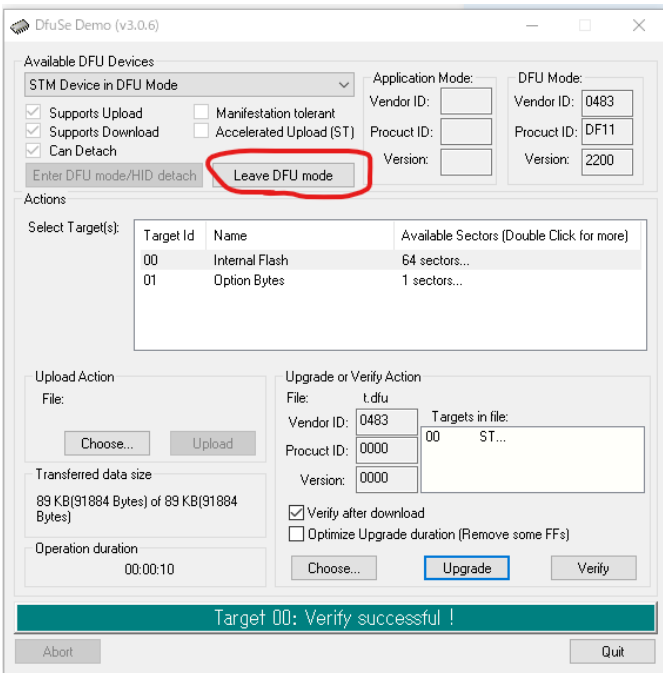 DfuSe Demo (v3.0.6)
Available DFU Devices
STM Device in DFU Mode
Supports Upload
Supports Download
Can Detach
Manifestation tolerant
Accelerated Upload (ST)
Enter DFU mode/HID detach
Leave DFU mode
Application Mode:
Vendor ID:
Procuct ID:
Version:
DFU Mode:
Vendor ID: 0483
Procuct ID: DF11
Version: 2200
Actions
Select Target(s):
Target Id Name Available Sectors (Double Click for more)
00 Internal Flash 64 sectors...
01 Option Bytes 1 sectors...
Upload Action
File:
Choose... Upload
Transferred data size
89 KB(91884 Bytes) of 89 KB(91884
Bytes)
Operation duration
00:00:10
Upgrade or Verify Action
File: t.dfu
Vendor ID: 0483
Procuct ID: 0000
Version: 0000
Targets in file:
00 ST...
Verify after download
Optimize Upgrade duration (Remove some FFs)
Choose... Upgrade Verify
Target 00: Verify successful !
Abort Quit